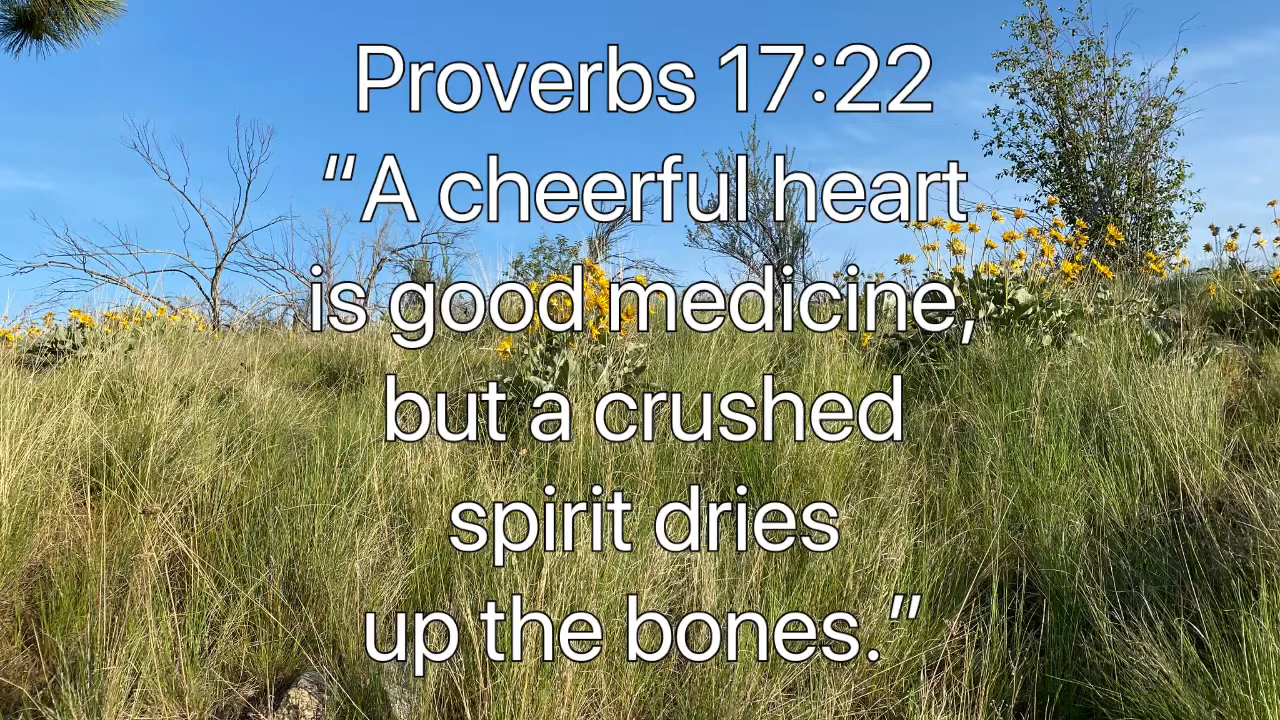 Proverbs 17:22
“A cheerful heart
is good medicine,
but a crushed
spirit dries
up the bones.”